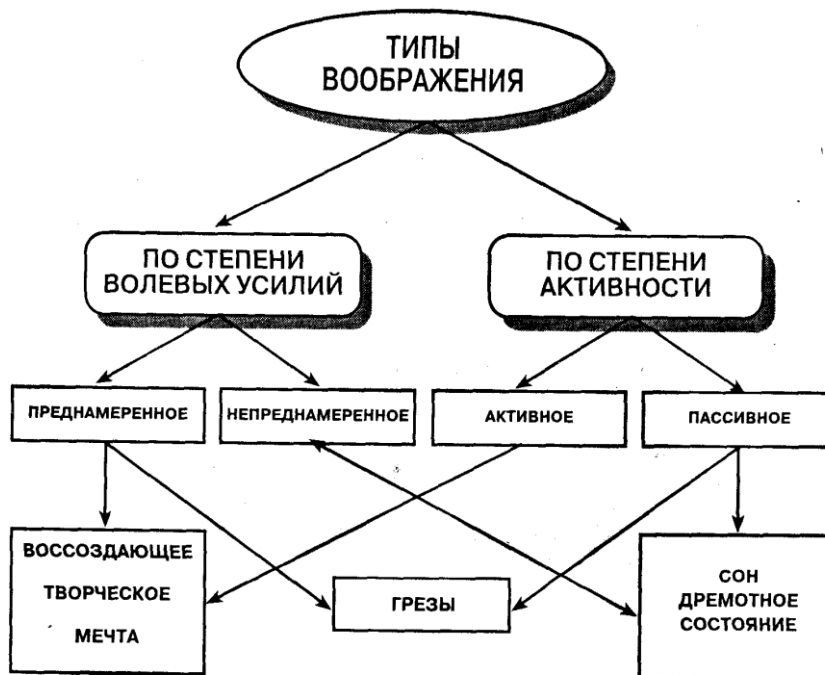 ТИПЫ
ВООБРАЖЕНИЯ
ПО СТЕПЕНИ
ВОЛЕВЫХ УСИЛИЙ
ПО СТЕПЕНИ
АКТИВНОСТИ
ПРЕДНАМЕРЕННОЕ
НЕПРЕДНАМЕРЕННОЕ
АКТИВНОЕ
ПАССИВНОЕ
ВОССОЗДАЮЩЕЕ
ТВОРЧЕСКОЕ
МЕЧТА
ГРЕЗЫ
СОН
ДРЕМОТНОЕ
СОСТОЯНИЕ